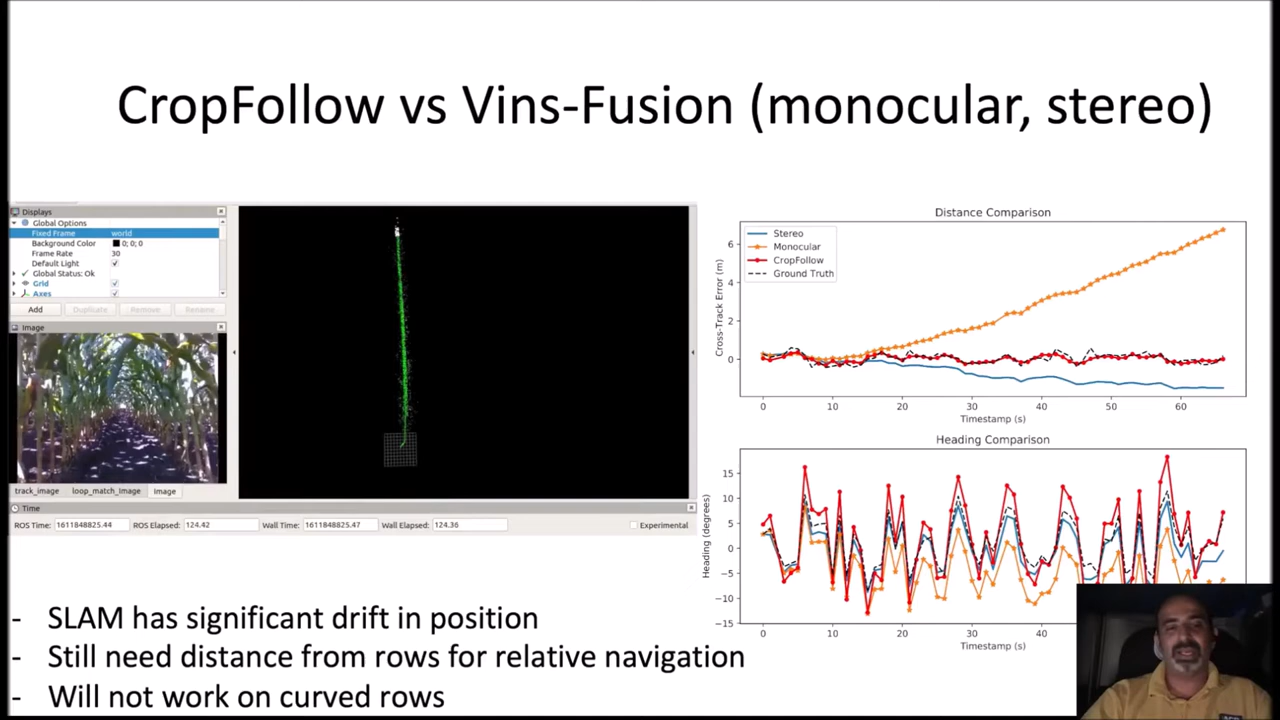 CropFollow vs Vins-Fusion (monocular, stereo)
Displays
Global Options
Fixed Frame world
Background Color 0; 0; 0
Frame Rate 30
Default Light
Global Status: Ok
Grid
Axes
Add Duplicate Remove Rename
Image
track_image loop_match_Image Image
Time
ROS Time: 1611848825.44 ROS Elapsed: 124.42 Wall Time: 1611848825.47 Wall Elapsed: 124.36 Experimental
Distance Comparison
Stereo
Monocular
CropFollow
Ground Truth
Cross-Track Error (m)
6
4
2
0
0 10 20 30 40 50 60
Timestamp (s)
Heading Comparison
Heading (degrees)
15
10
5
0
−5
−10
−15
0 10 20 30 40
Timestamp (s)
- SLAM has significant drift in position
- Still need distance from rows for relative navigation
- Will not work on curved rows